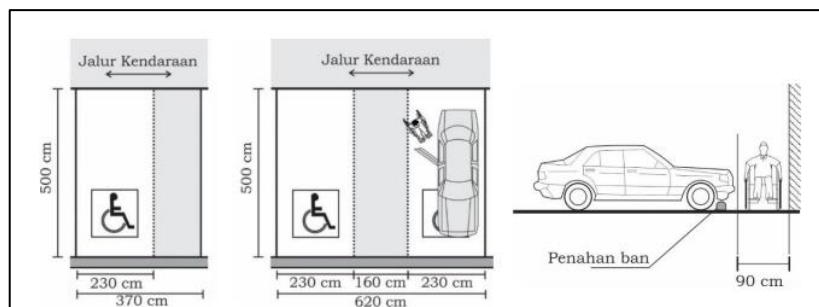 Jalur Kendaraan
500 cm
230 cm
370 cm
Jalur Kendaraan
500 cm
230 cm 160 cm 230 cm
620 cm
Penahan ban
90 cm